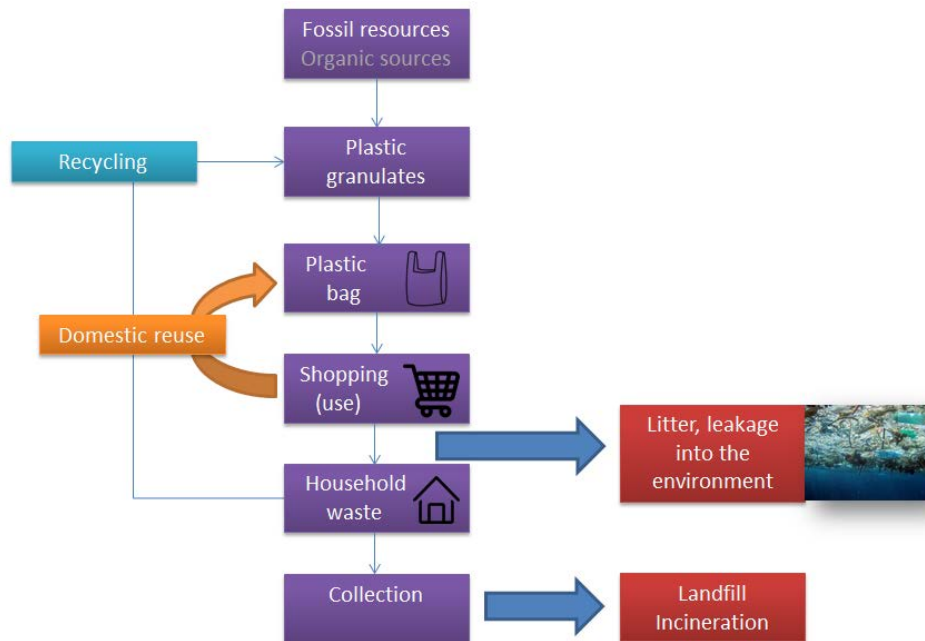 Fossil resources
Organic sources
Recycling
Plastic
granulates
Plastic
bag
Domestic reuse
Shopping
(use)
Litter, leakage
into the
environment
Household
waste
Collection
Landfill
Incineration